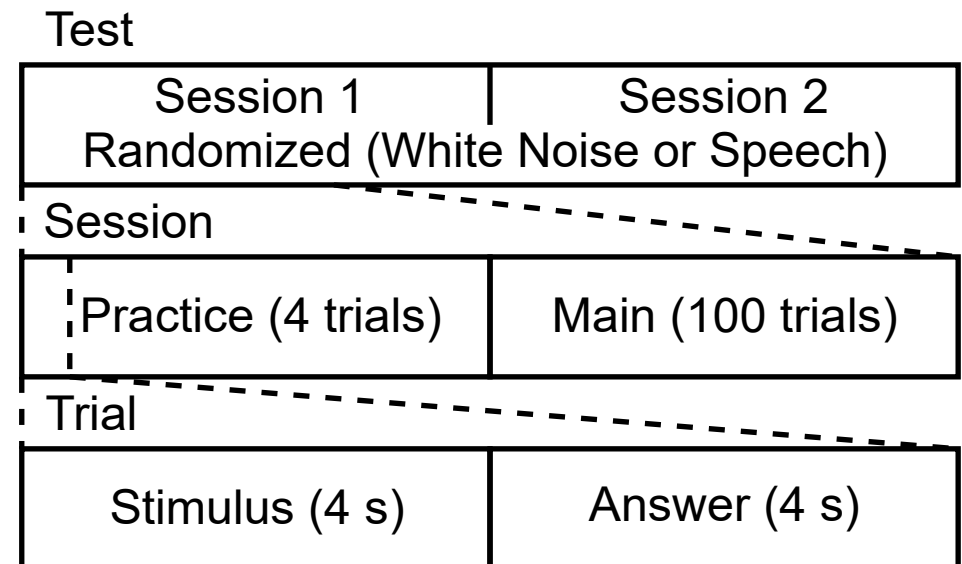 Test
Session 1 Session 2
Randomized (White Noise or Speech)
Session
Practice (4 trials) Main (100 trials)
Trial
Stimulus (4 s) Answer (4 s)